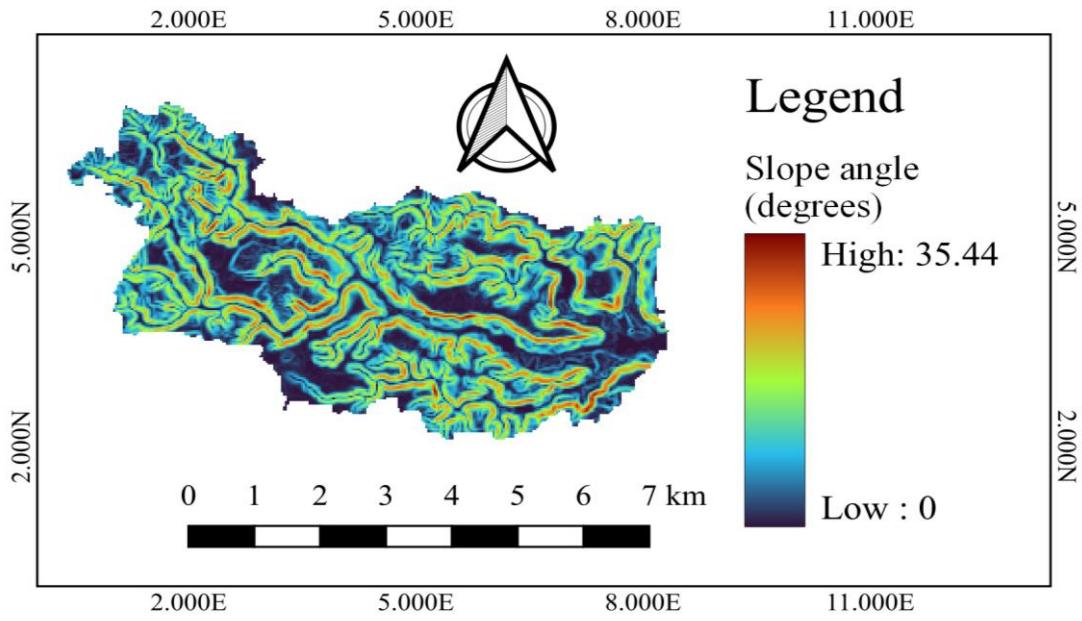 2.000E 5.000E 8.000E 11.000E
Legend
Slope angle
(degrees)
High: 35.44
Low : 0
5.000N
2.000N
5.000N
2.000N
0 1 2 3 4 5 6 7 km
2.000E 5.000E 8.000E 11.000E